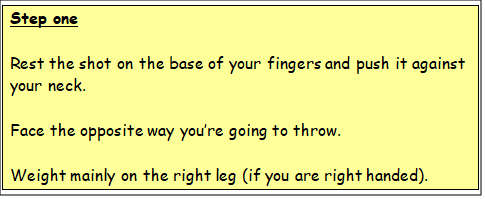 Step one
Rest the shot on the base of your fingers and push it against
your neck.
Face the opposite way you're going to throw.
Weight mainly on the right leg (if you are right handed).